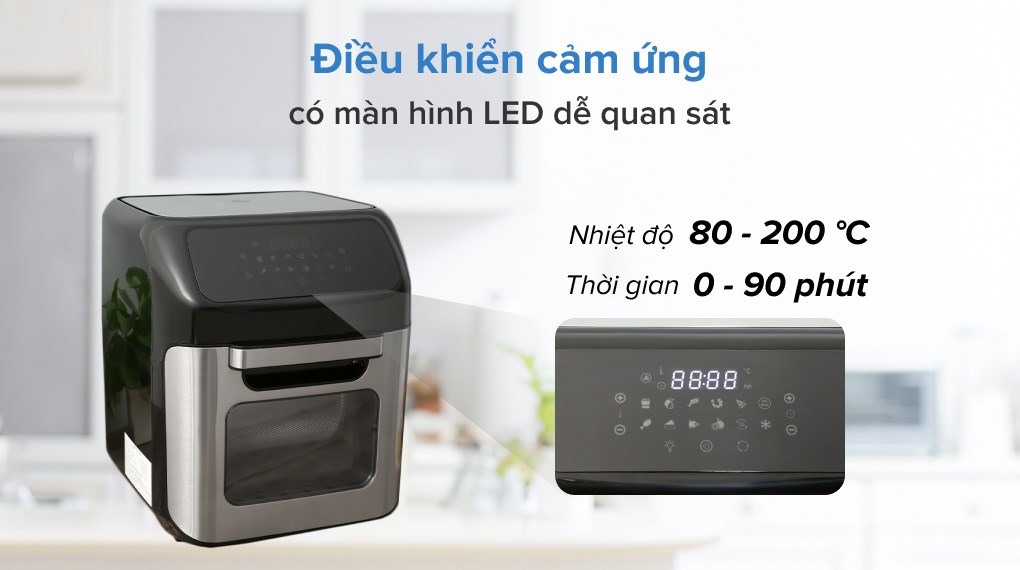 Điều khiển cảm ứng
có màn hình LED dễ quan sát
Nhiệt độ 80 - 200 °C
Thời gian 0 - 90 phút
88:88